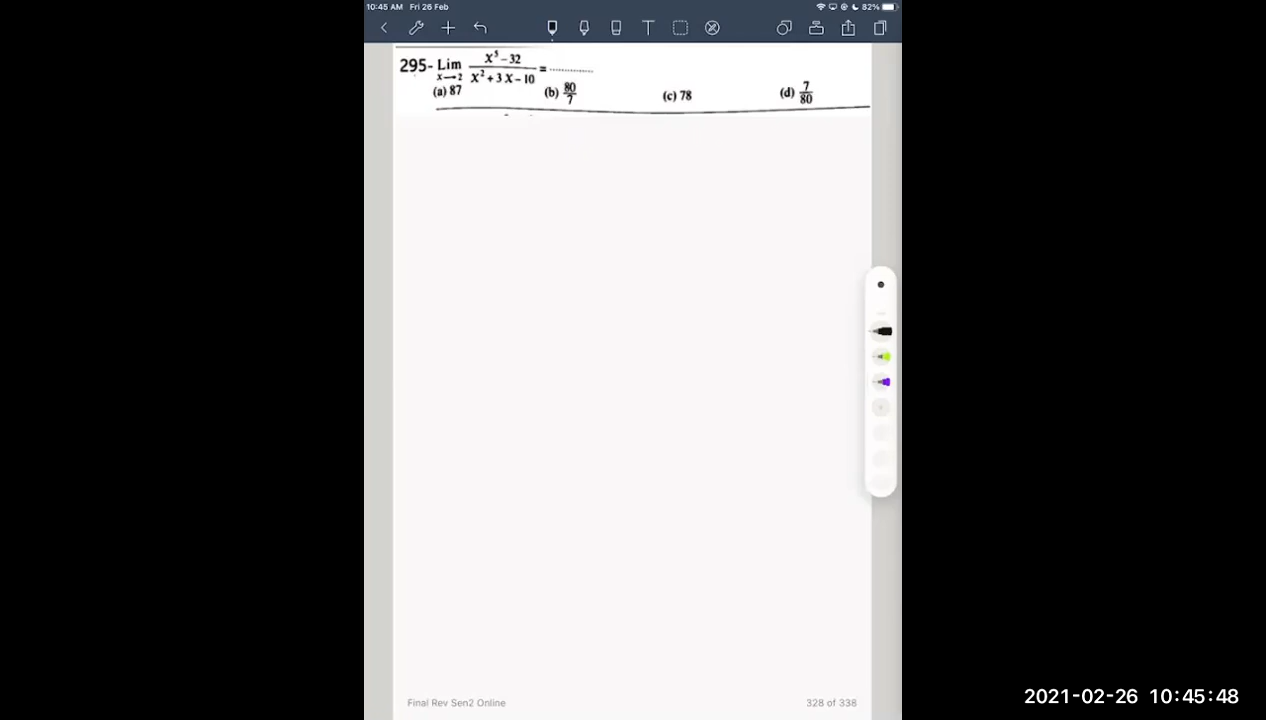 10:45 AM Fri 26 Feb 82%
295- Lim x→2 (x⁵ – 32)/(x² + 3 x – 10) = ..............
(a) 87 (b) 80/7 (c) 78 (d) 7/80
Final Rev Sen2 Online 328 of 338
2021-02-26 10:45:48